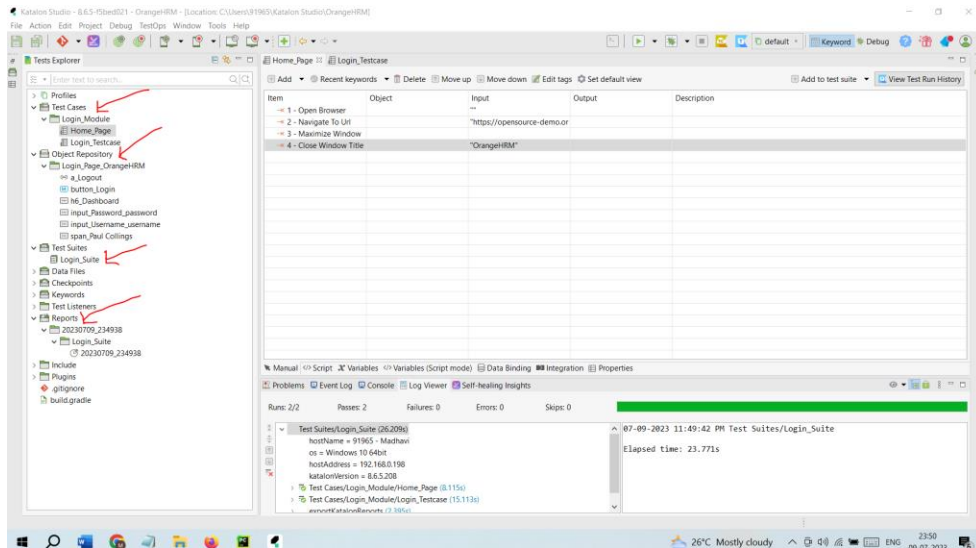 Katalon Studio - 8.6.5-f5bed021 - OrangeHRM - [Location: C:\Users\91965\Katalon Studio\OrangeHRM]
File Action Edit Project Debug TestOps Window Tools Help
default Keyword Debug
Tests Explorer
Enter text to search...
Profiles
Test Cases
Login_Module
Home_Page
Login_Testcase
Object Repository
Login_Page_OrangeHRM
a_Logout
button_Login
h6_Dashboard
input_Password_password
input_Username_username
span_Paul Collings
Test Suites
Login_Suite
Data Files
Checkpoints
Keywords
Test Listeners
Reports
20230709_234938
Login_Suite
20230709_234938
Include
Plugins
.gitignore
build.gradle
Home_Page Login_Testcase
Add Recent keywords Delete Move up Move down Edit tags Set default view Add to test suite View Test Run History
Item Object Input Output Description
1 - Open Browser ""
2 - Navigate To Url "https://opensource-demo.or
3 - Maximize Window
4 - Close Window Title "OrangeHRM"
Manual Script Variables Variables (Script mode) Data Binding Integration Properties
Problems Event Log Console Log Viewer Self-healing Insights
Runs: 2/2 Passes: 2 Failures: 0 Errors: 0 Skips: 0
Test Suites/Login_Suite (26.209s)
hostName = 91965 - Madhavi
os = Windows 10 64bit
hostAddress = 192.168.0.198
katalonVersion = 8.6.5.208
Test Cases/Login_Module/Home_Page (8.115s)
Test Cases/Login_Module/Login_Testcase (15.113s)
exportKatalonReports (2.395s)
07-09-2023 11:49:42 PM Test Suites/Login_Suite
Elapsed time: 23.771s
26°C Mostly cloudy ENG 23:50
09-07-2023